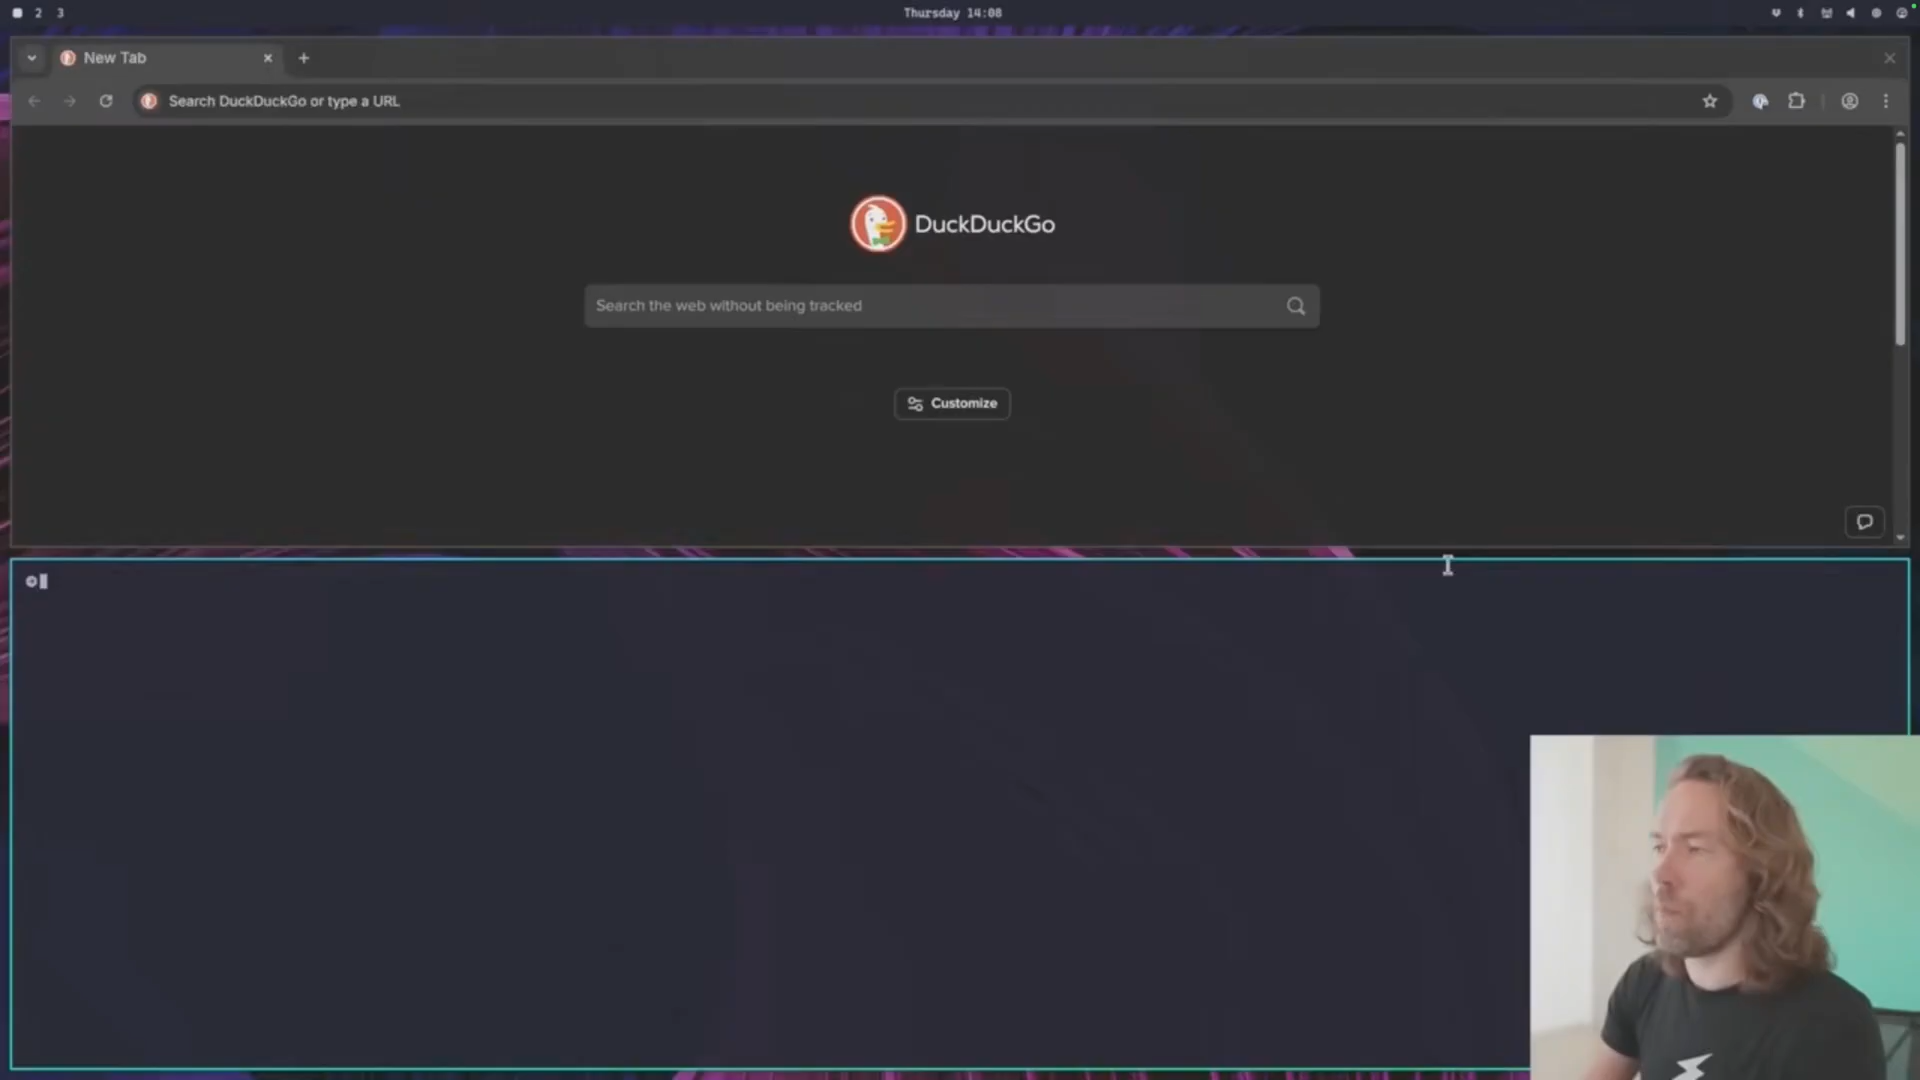 2 3
Thursday 14:08
New Tab
Search DuckDuckGo or type a URL
DuckDuckGo
Search the web without being tracked
Customize